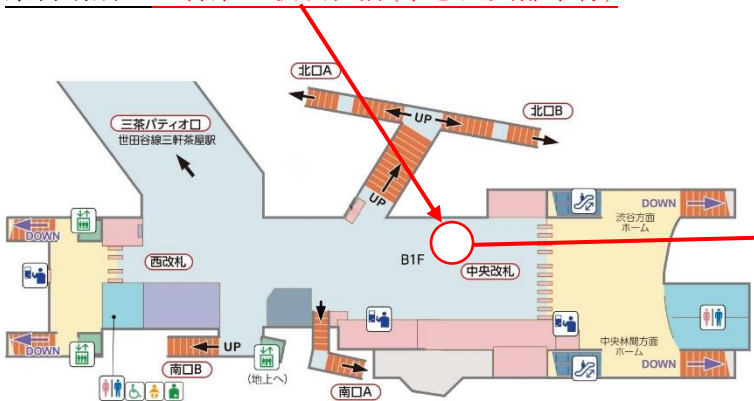 北口A
北口B
UP
三茶パティオ口
世田谷線三軒茶屋駅
UP
DOWN
渋谷方面
ホーム
DOWN
西改札
B1F
中央改札
DOWN
UP
南口B
(地上へ)
南口A
中央林間方面
ホーム
DOWN